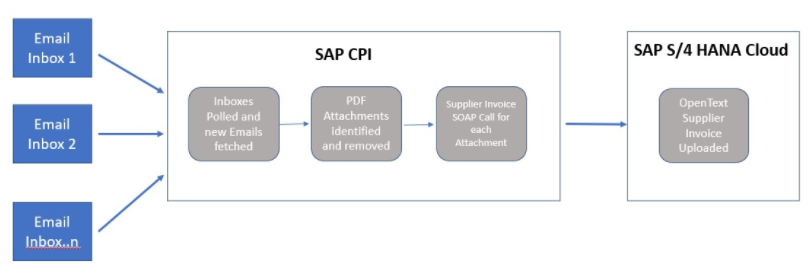 Email
Inbox 1
Email
Inbox 2
Email
Inbox..n
SAP CPI
Inboxes
Polled and
new Emails
fetched
PDF
Attachments
identified
and removed
Supplier Invoice
SOAP Call for
each
Attachment
SAP S/4 HANA Cloud
OpenText
Supplier
Invoice
Uploaded